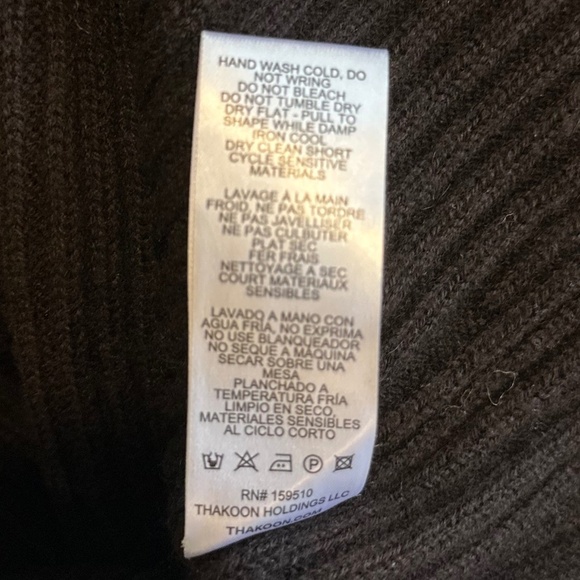 HAND WASH COLD, DO
NOT WRING
DO NOT BLEACH
DO NOT TUMBLE DRY
DRY FLAT - PULL TO
SHAPE WHILE DAMP
IRON COOL
DRY CLEAN SHORT
CYCLE SENSITIVE
MATERIALS
LAVAGE À LA MAIN
FROID, NE PAS TORDRE
NE PAS JAVELLISER
NE PAS CULBUTER
PLAT SEC
FER FRAIS
NETTOYAGE A SEC
COURT MATERIAUX
SENSIBLES
LAVADO A MANO CON
AGUA FRÍA, NO EXPRIMA
NO USE BLANQUEADOR
NO SEQUE A MÁQUINA
SECAR SOBRE UNA
MESA
PLANCHADO A
TEMPERATURA FRÍA
LIMPIO EN SECO.
MATERIALES SENSIBLES
AL CICLO CORTO
P
RN# 159510
THAKOON HOLDINGS LLC
THAKOON.COM